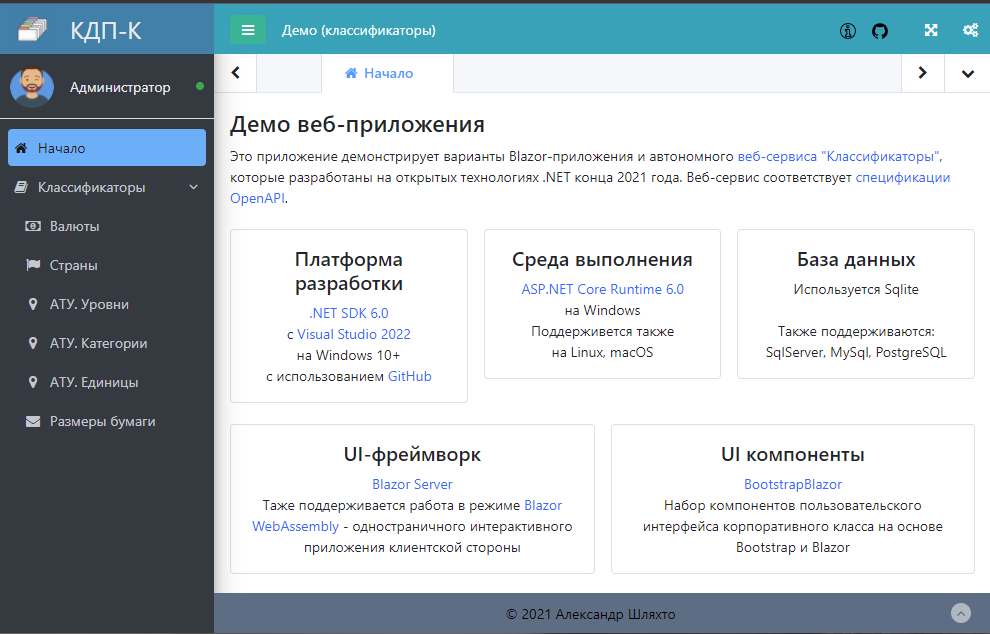 КДП-К
Демо (классификаторы)
Администратор
Начало
Классификаторы
Валюты
Страны
АТУ. Уровни
АТУ. Категории
АТУ. Единицы
Размеры бумаги
Начало
Демо веб-приложения
Это приложение демонстрирует варианты Blazor-приложения и автономного веб-сервиса "Классификаторы",
которые разработаны на открытых технологиях .NET конца 2021 года. Веб-сервис соответствует спецификации
OpenAPI.
Платформа
разработки
.NET SDK 6.0
с Visual Studio 2022
на Windows 10+
с использованием GitHub
Среда выполнения
ASP.NET Core Runtime 6.0
на Windows
Поддерживется также
на Linux, macOS
База данных
Используется Sqlite
Также поддерживаются:
SqlServer, MySql, PostgreSQL
UI-фреймворк
Blazor Server
Таже поддерживается работа в режиме Blazor
WebAssembly - одностраничного интерактивного
приложения клиентской стороны
UI компоненты
BootstrapBlazor
Набор компонентов пользовательского
интерфейса корпоративного класса на основе
Bootstrap и Blazor
© 2021 Александр Шляхто